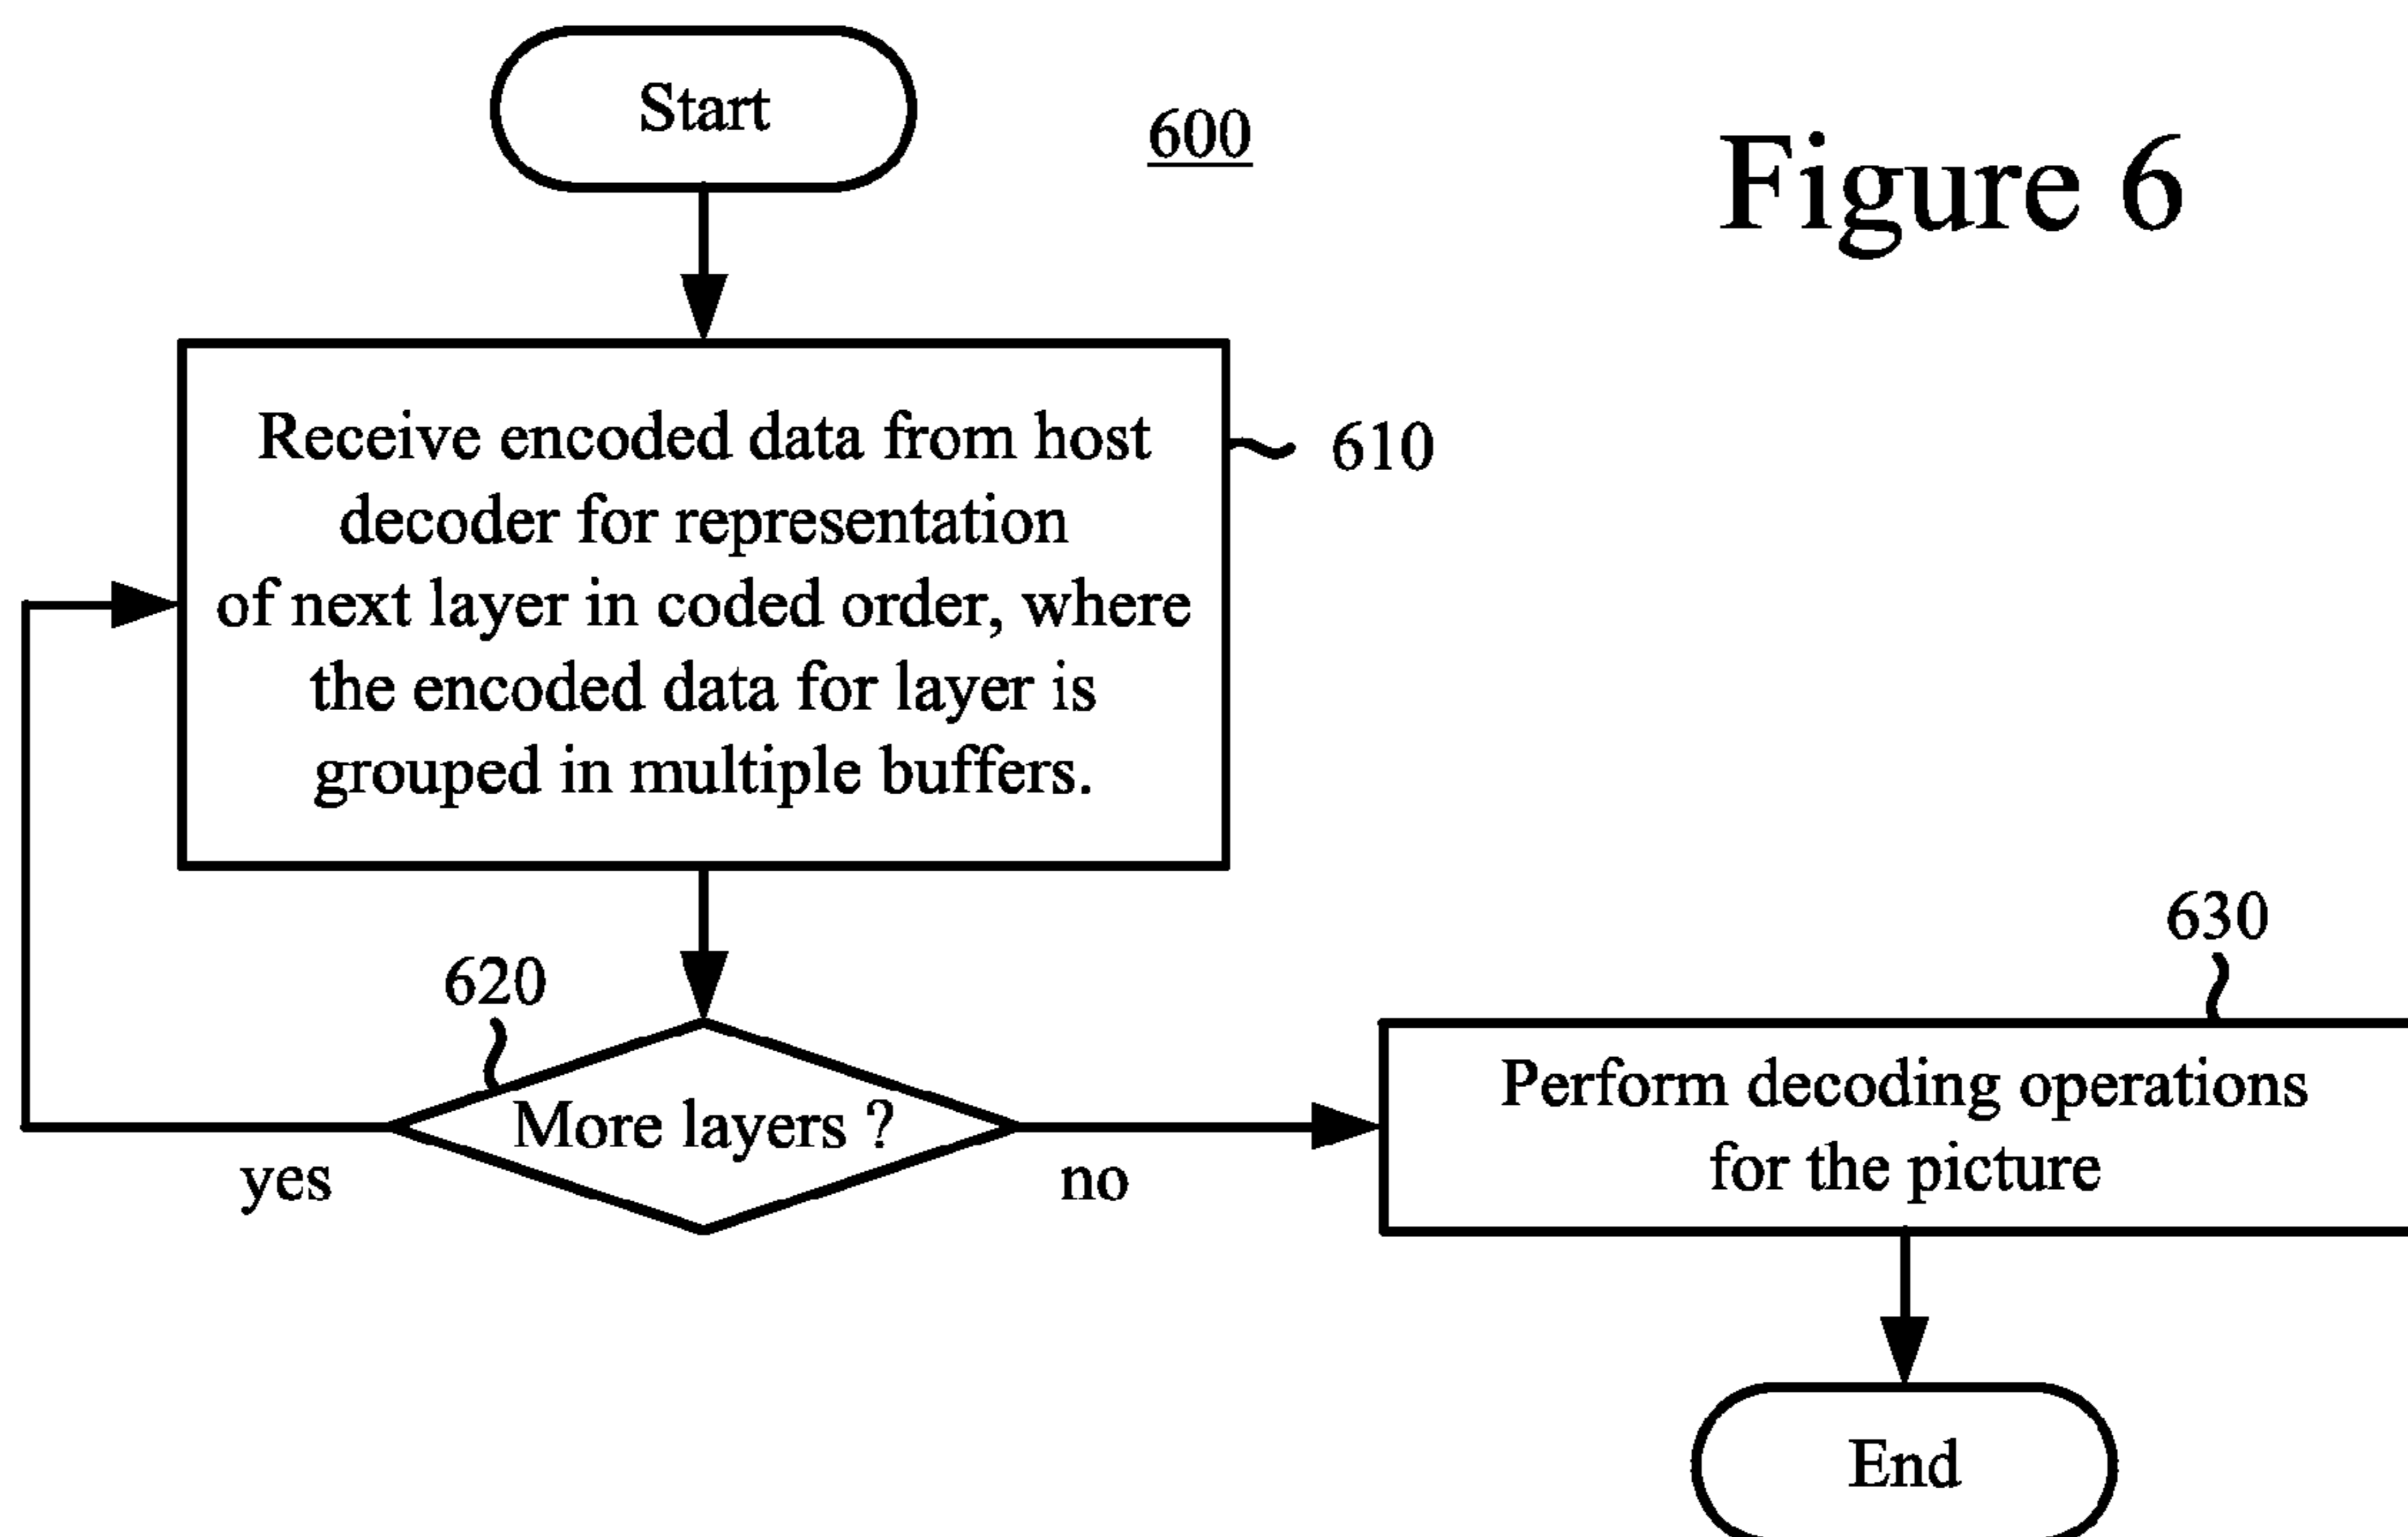 Start
600
Figure 6
Receive encoded data from host
decoder for representation
of next layer in coded order, where
the encoded data for layer is
grouped in multiple buffers.
610
620
More layers ?
yes
no
630
Perform decoding operations
for the picture
End